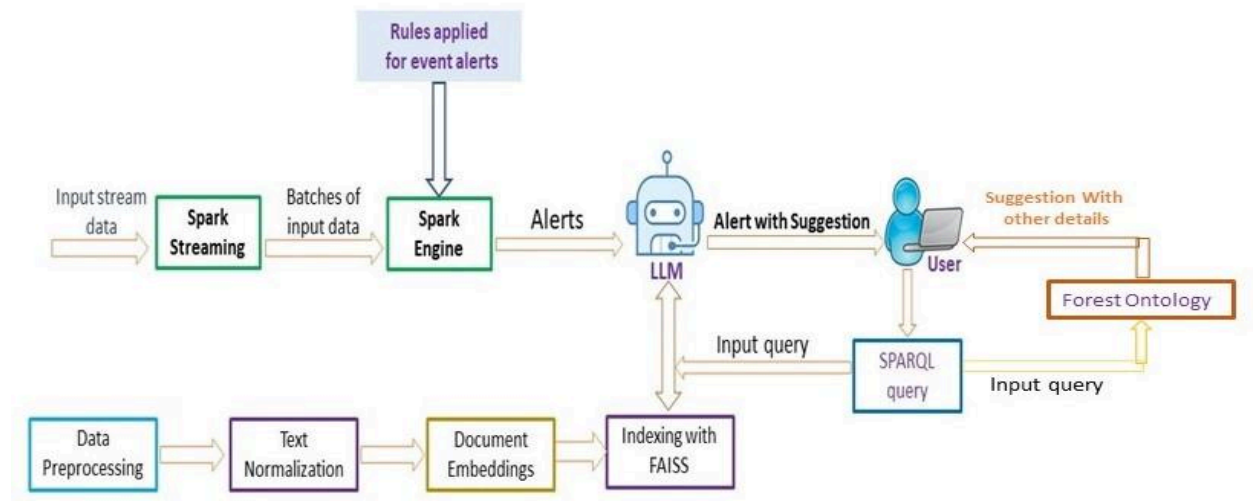 Rules applied
for event alerts
Input stream
data
Spark
Streaming
Batches of
input data
Spark
Engine
Alerts
LLM
Alert with Suggestion
User
Suggestion With
other details
Forest Ontology
Input query
SPARQL
query
Input query
Data
Preprocessing
Text
Normalization
Document
Embeddings
Indexing with
FAISS